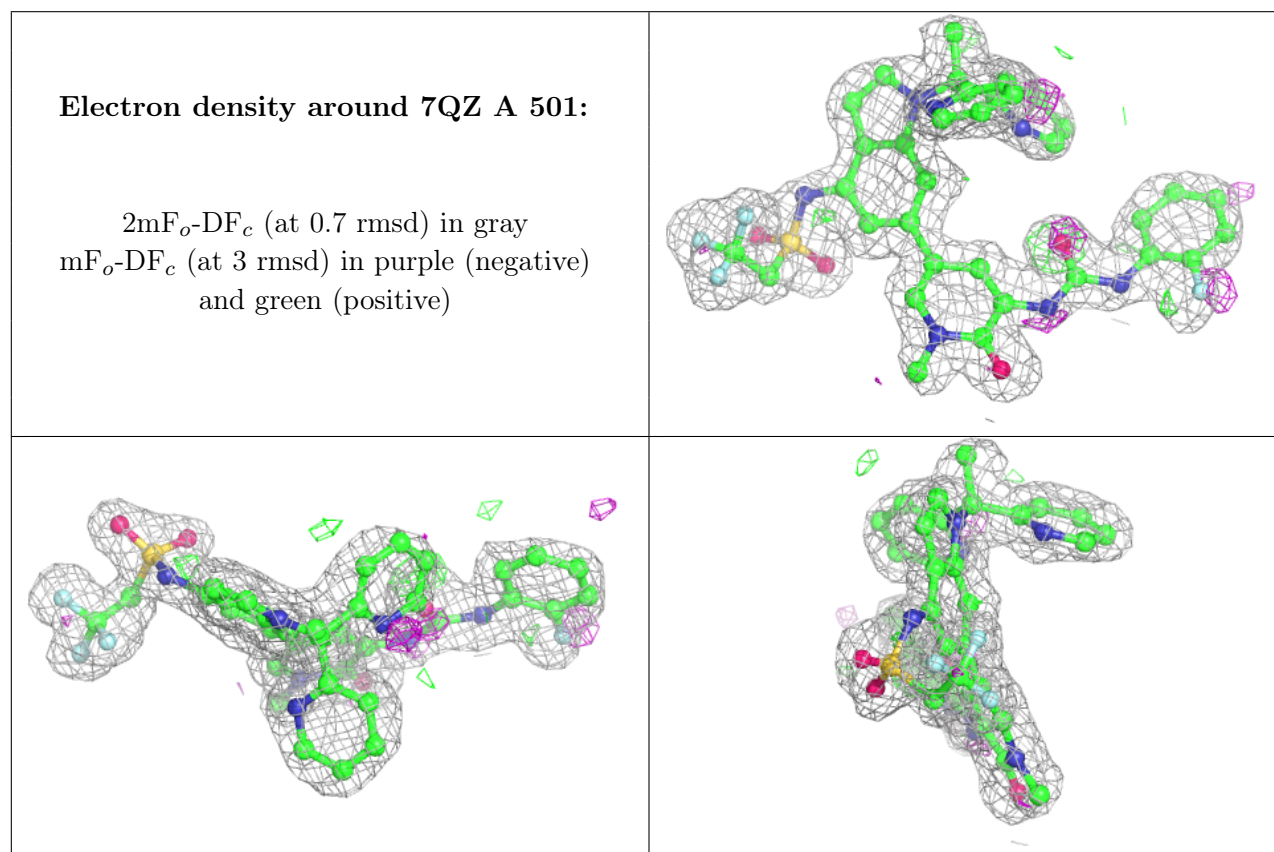 Electron density around 7QZ A 501:
2mFo-DFc (at 0.7 rmsd) in gray
mFo-DFc (at 3 rmsd) in purple (negative)
and green (positive)